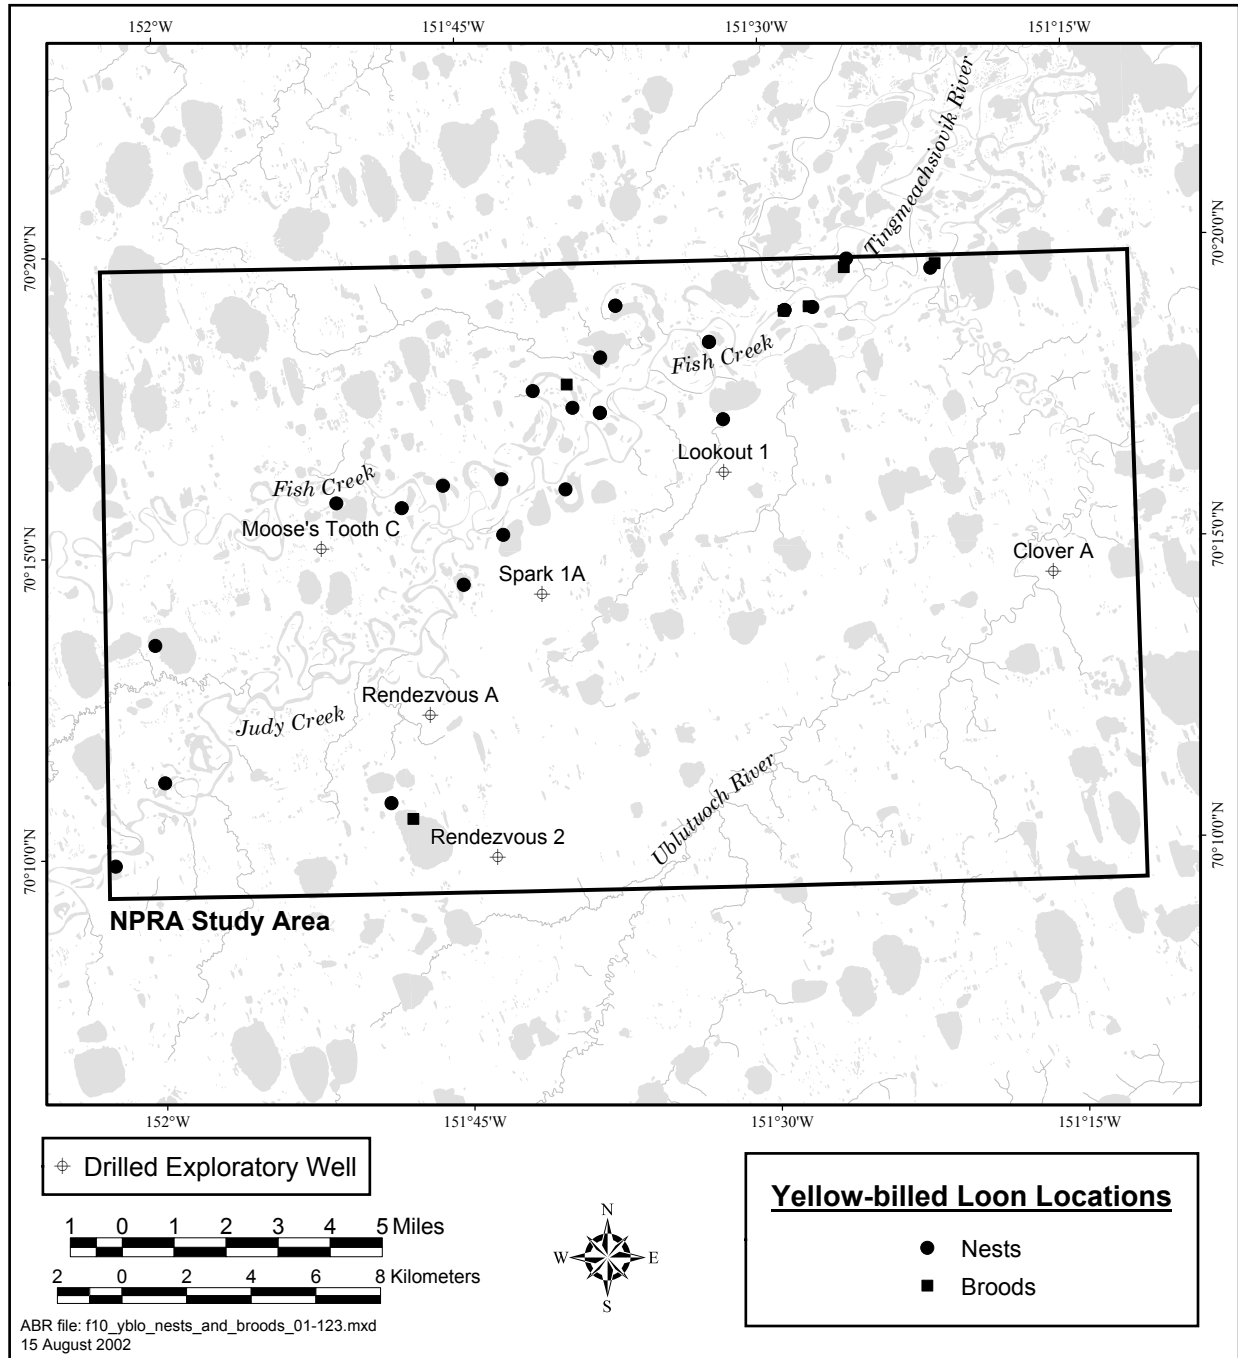 152°W 151°45'W 151°30'W 151°15'W
Tingmeachsiovik River
70°20'0"N
70°20'0"N
Fish Creek
Lookout 1
Fish Creek
Moose's Tooth C
70°15'0"N
70°15'0"N
Clover A
Spark 1A
Rendezvous A
Judy Creek
Ublutuoch River
Rendezvous 2
70°10'0"N
70°10'0"N
NPRA Study Area
152°W 151°45'W 151°30'W 151°15'W
Drilled Exploratory Well
1 0 1 2 3 4 5 Miles
2 0 2 4 6 8 Kilometers
N
W E
S
Yellow-billed Loon Locations
Nests
Broods
ABR file: f10_yblo_nests_and_broods_01-123.mxd
15 August 2002